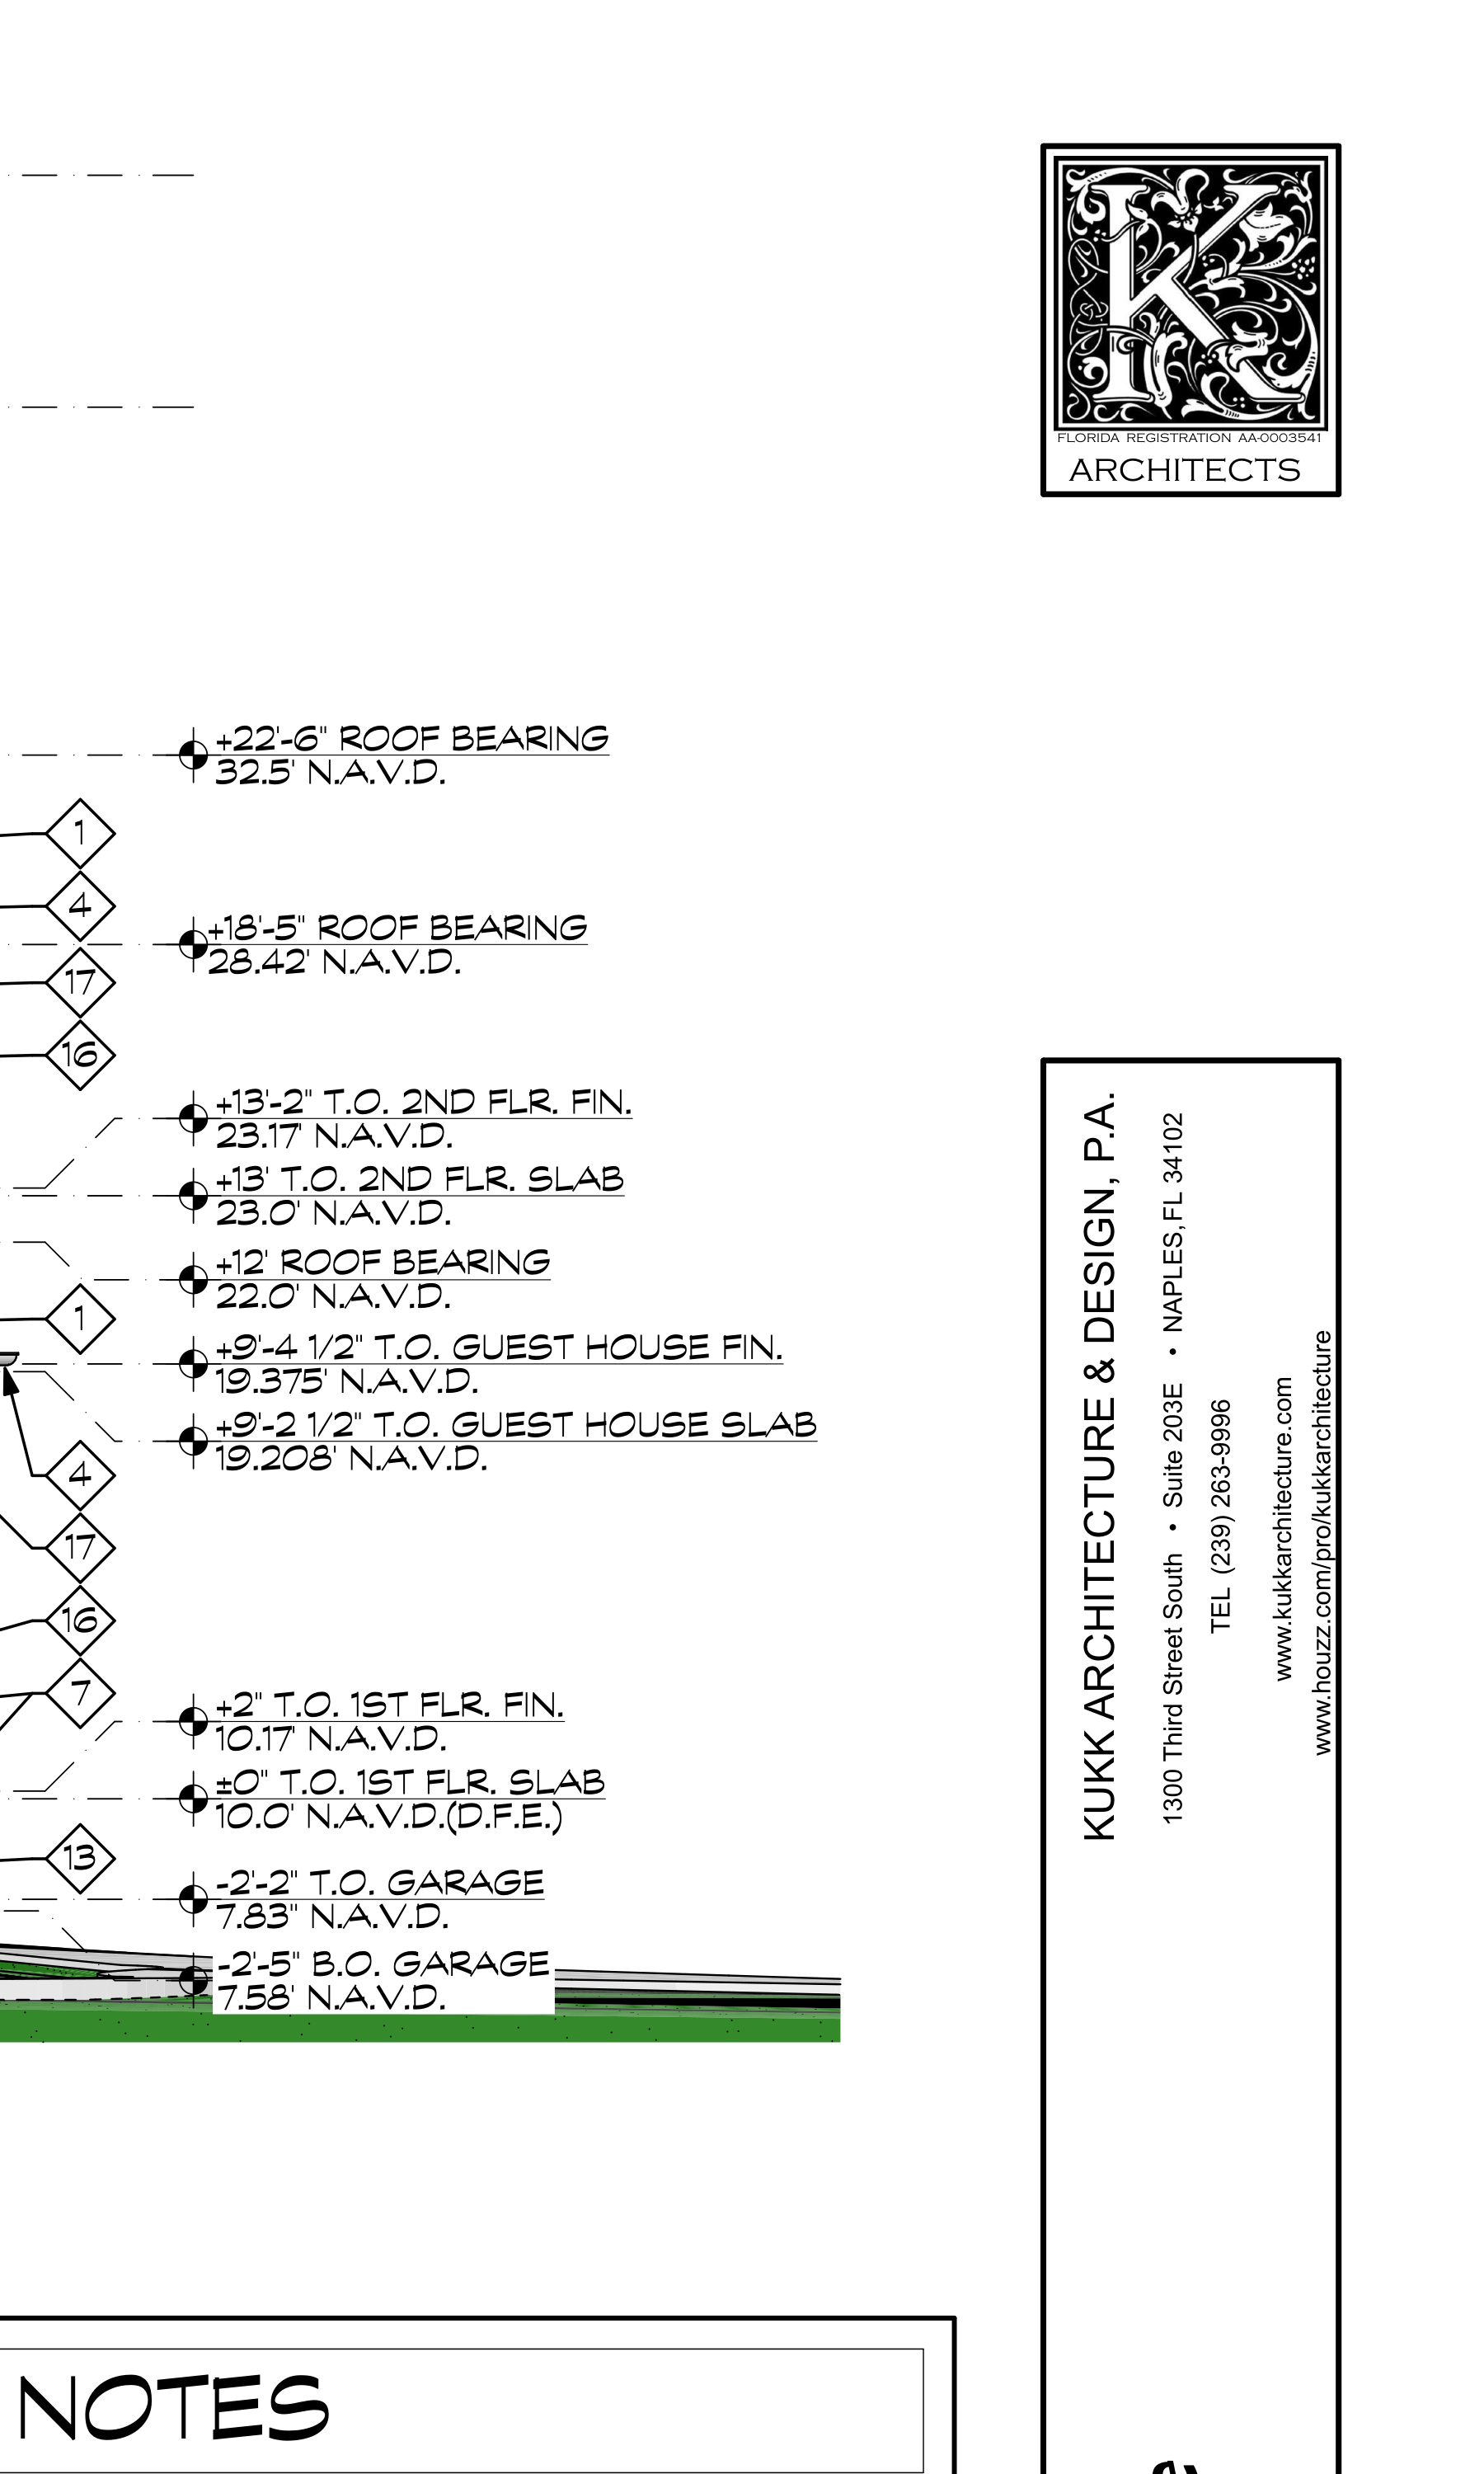 K
FLORIDA REGISTRATION AA-0003541
ARCHITECTS
+22'-6" ROOF BEARING
32.5' N.A.V.D.
1
4
+18'-5" ROOF BEARING
28.42' N.A.V.D.
17
16
+13'-2" T.O. 2ND FLR. FIN.
23.17' N.A.V.D.
+13' T.O. 2ND FLR. SLAB
23.0' N.A.V.D.
+12' ROOF BEARING
22.0' N.A.V.D.
1
+9'-4 1/2" T.O. GUEST HOUSE FIN.
19.375' N.A.V.D.
+9'-2 1/2" T.O. GUEST HOUSE SLAB
19.208' N.A.V.D.
4
17
16
7
+2" T.O. 1ST FLR. FIN.
10.17' N.A.V.D.
±0" T.O. 1ST FLR. SLAB
10.0' N.A.V.D.(D.F.E.)
13
-2'-2" T.O. GARAGE
7.83" N.A.V.D.
-2'-5" B.O. GARAGE
7.58' N.A.V.D.
NOTES
KUKK ARCHITECTURE & DESIGN, P.A.
1300 Third Street South • Suite 203E • NAPLES, FL 34102
TEL (239) 263-9996
www.kukkarchitecture.com
www.houzz.com/pro/kukkarchitecture